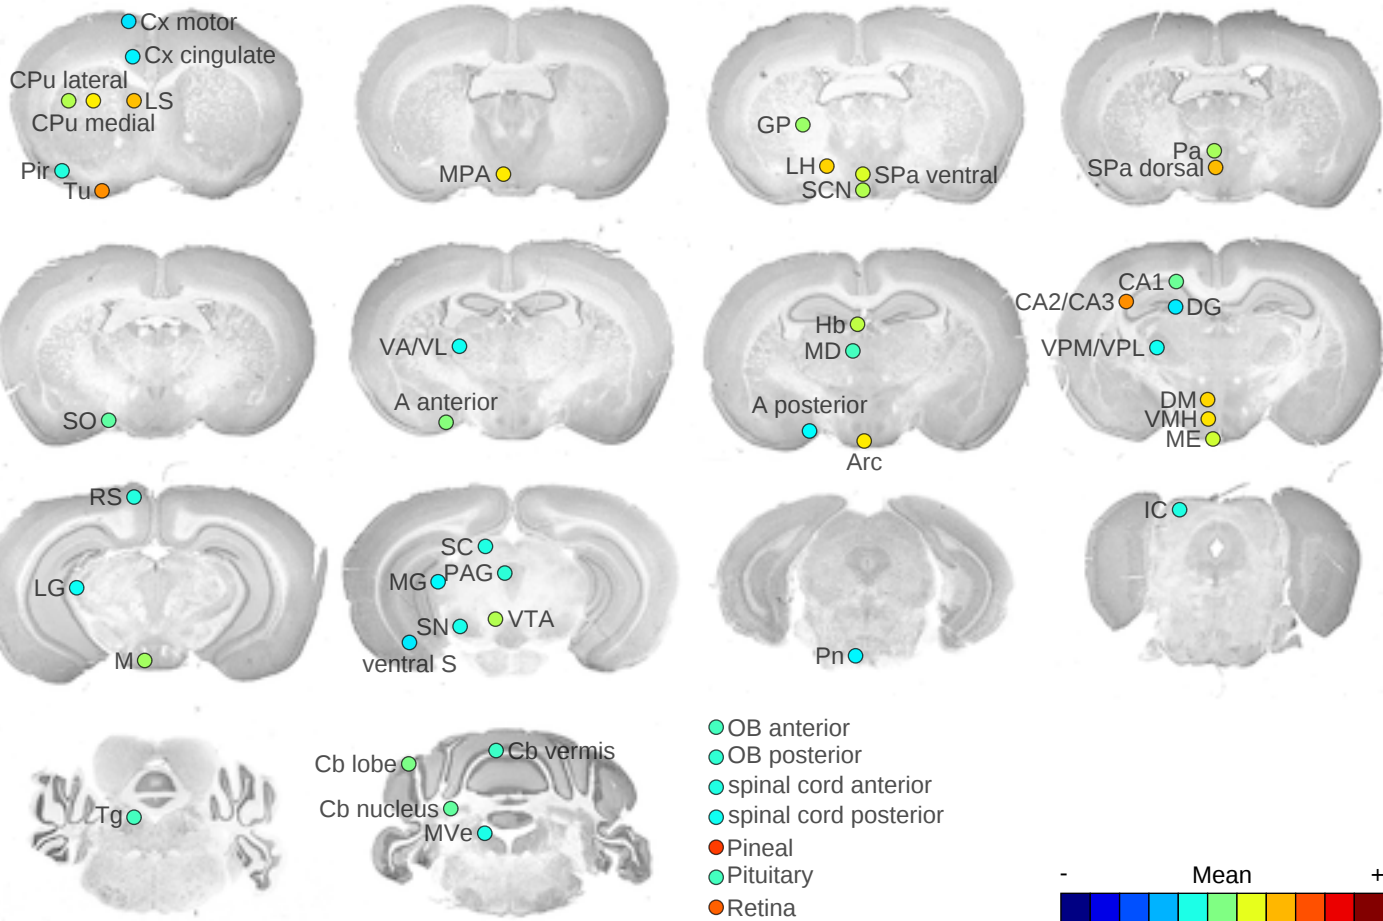 Cx motor
Cx cingulate
CPu lateral
LS
CPu medial
Pir
Tu
MPA
GP
LH
SPa ventral
SCN
Pa
SPa dorsal
SO
VA/VL
A anterior
Hb
MD
A posterior
Arc
CA1
CA2/CA3
DG
VPM/VPL
DM
VMH
ME
RS
LG
M
SC
PAG
MG
VTA
SN
ventral S
Pn
IC
Tg
Cb vermis
Cb lobe
Cb nucleus
MVe
OB anterior
OB posterior
spinal cord anterior
spinal cord posterior
Pineal
Pituitary
Retina
- Mean +